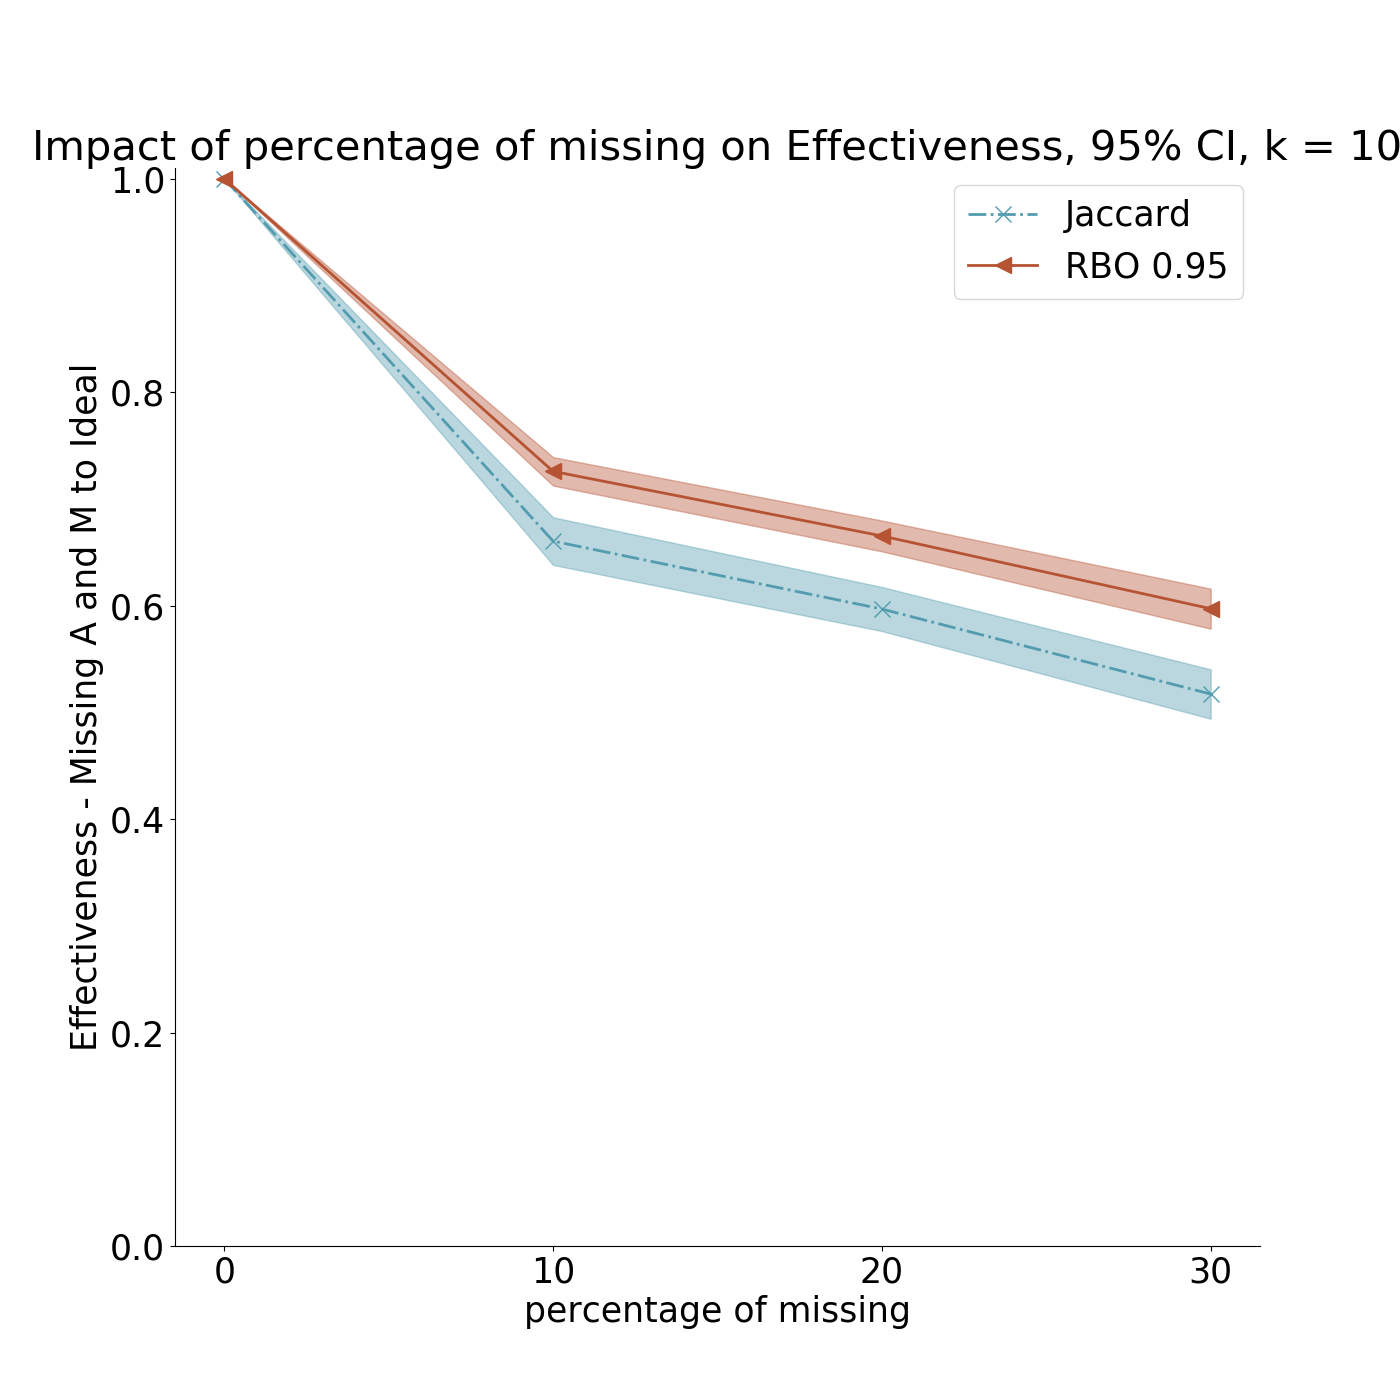 Impact of percentage of missing on Effectiveness, 95% CI, k = 10
Jaccard
RBO 0.95
Effectiveness - Missing A and M to Ideal
1.0
0.8
0.6
0.4
0.2
0.0
0 10 20 30
percentage of missing